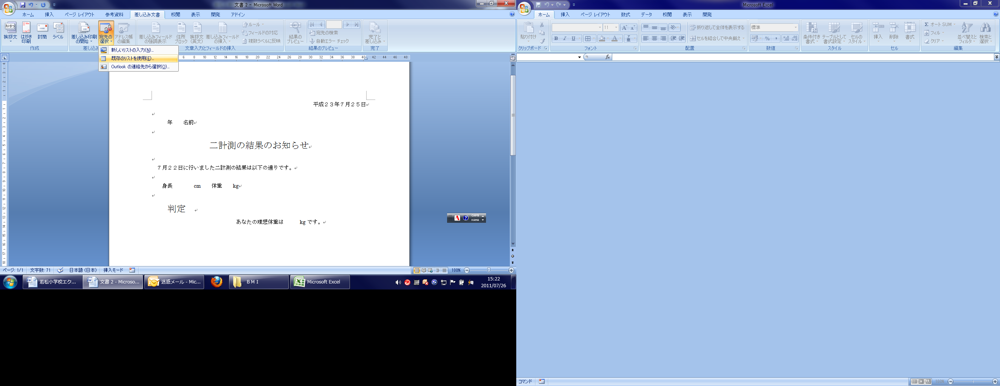 文書 2 - Microsoft Word
ホーム 挿入 ページ レイアウト 参考資料 差し込み文書 校閲 表示 開発 アドイン
挨拶文 はがき印刷 封筒 ラベル
作成
差し込み印刷の開始 宛先の選択 アドレス帳の編集
差し込み
差し込みフィールドの強調表示 住所ブロック 挨拶文(英文) 差し込みフィールドの挿入
ルール
フィールドの対応
複数ラベルに反映
文章入力とフィールドの挿入
結果のプレビュー
宛先の検索
自動エラー チェック
結果のプレビュー
完了と差し込み
完了
新しいリストの入力(N)...
既存のリストを使用(E)...
Outlook の連絡先から選択(O)...
6 8 10 12 14 16 18 20 22 24 26 28 30 32 34 36 38 40 42 44 46 48
平成23年7月25日
年 名前
二計測の結果のお知らせ
7月22日に行いました二計測の結果は以下の通りです。
身長 cm 体重 kg
判定
あなたの理想体重は kg です。
CAPS
KANA
ページ: 1/1 文字数: 71 日本語 (日本) 挿入モード 100%
若松小学校エク... 文書 2 - Microso... 迷惑メール - Mic... BMI Microsoft Excel
15:22
2011/07/26
Microsoft Excel
ホーム 挿入 ページ レイアウト 数式 データ 校閲 表示 開発
貼り付け
クリップボード
11
B I U
フォント
折り返して全体を表示する
セルを結合して中央揃え
配置
標準
%
数値
条件付き書式 テーブルとして書式設定 セルのスタイル
スタイル
挿入 削除 書式
セル
Σ オート SUM
フィル
クリア
並べ替えとフィルタ 検索と選択
編集
fx
コマンド 100%